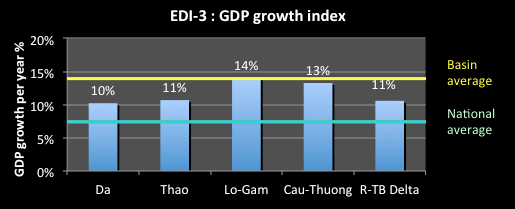 EDI-3 : GDP growth index
GDP growth per year %
20%
15%
10%
5%
0%
10%
11%
14%
13%
11%
Basin
average
National
average
Da
Thao
Lo-Gam
Cau-Thuong
R-TB Delta